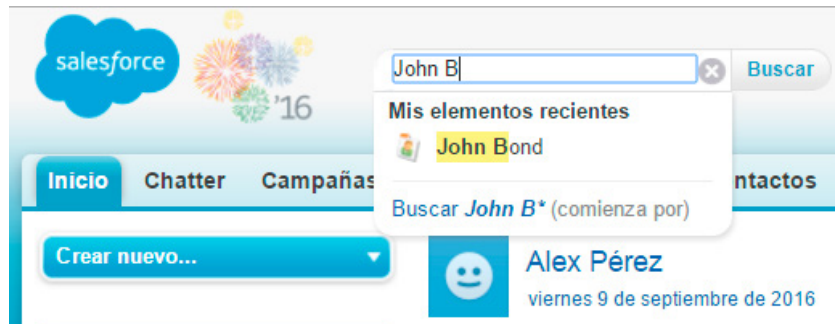 salesforce
'16
John B
Buscar
Mis elementos recientes
John Bond
Inicio Chatter Campañas ntactos
Buscar John B* (comienza por)
Crear nuevo...
Alex Pérez
viernes 9 de septiembre de 2016